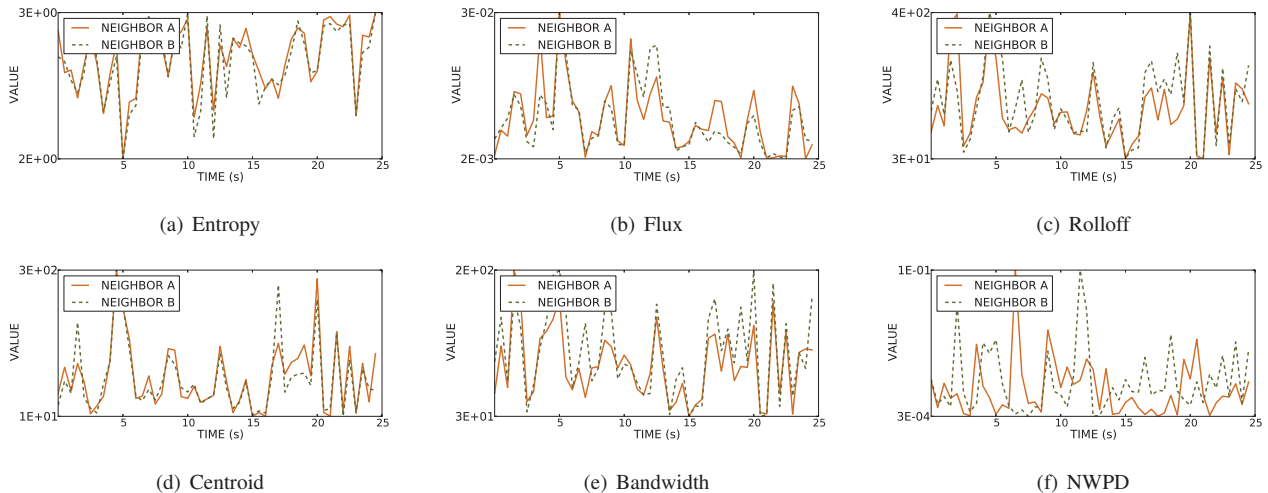 3E+00
NEIGHBOR A
NEIGHBOR B
VALUE
2E+00
5 10 15 20 25
TIME (s)
(a) Entropy
3E-02
NEIGHBOR A
NEIGHBOR B
VALUE
2E-03
5 10 15 20 25
TIME (s)
(b) Flux
4E+02
NEIGHBOR A
NEIGHBOR B
VALUE
3E+01
5 10 15 20 25
TIME (s)
(c) Rolloff
3E+02
NEIGHBOR A
NEIGHBOR B
VALUE
1E+01
5 10 15 20 25
TIME (s)
(d) Centroid
2E+02
NEIGHBOR A
NEIGHBOR B
VALUE
3E+01
5 10 15 20 25
TIME (s)
(e) Bandwidth
1E-01
NEIGHBOR A
NEIGHBOR B
VALUE
3E-04
5 10 15 20 25
TIME (s)
(f) NWPD